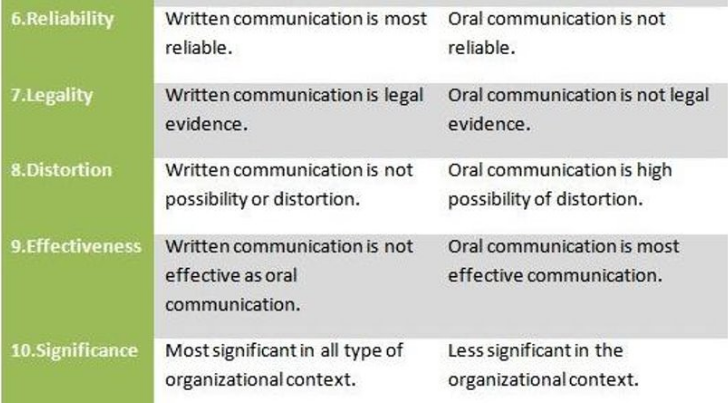 6.Reliability
Written communication is most
reliable.
Oral communication is not
reliable.
7.Legality
Written communication is legal
evidence.
Oral communication is not legal
evidence.
8.Distortion
Written communication is not
possibility or distortion.
Oral communication is high
possibility of distortion.
9.Effectiveness
Written communication is not
effective as oral
communication.
Oral communication is most
effective communication.
10.Significance
Most significant in all type of
organizational context.
Less significant in the
organizational context.